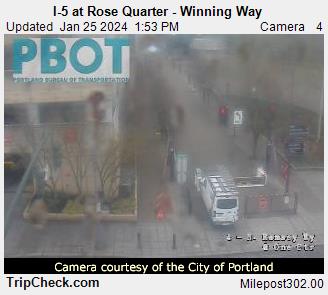 I-5 at Rose Quarter - Winning Way
Updated  Jan 25 2024  1:53 PM
Camera  4
PBOT
PORTLAND BUREAU OF TRANSPORTATION
Camera courtesy of the City of Portland
TripCheck.com
Milepost302.00